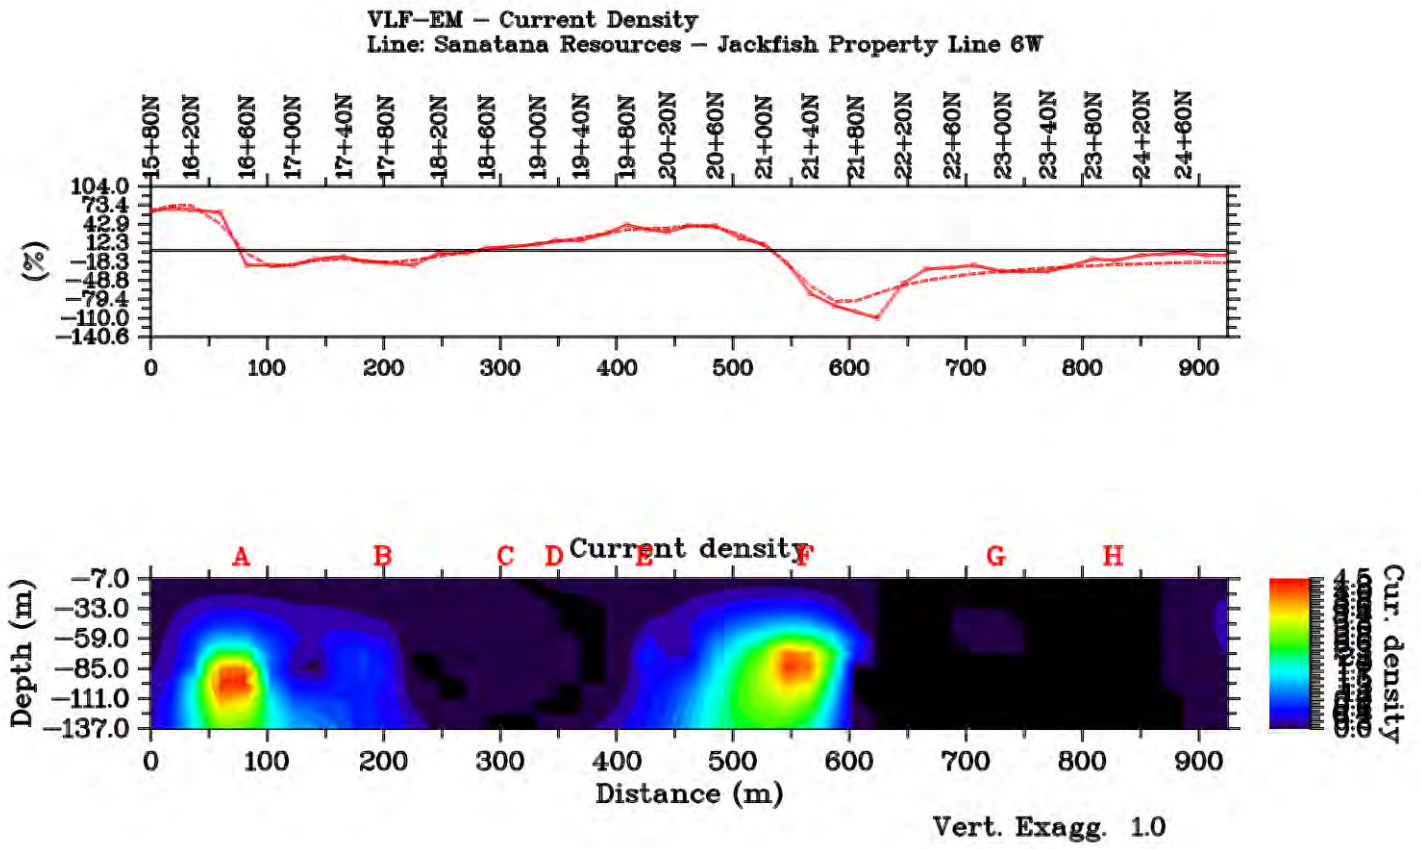 VLF-EM - Current Density
Line: Sanatana Resources - Jackfish Property Line 6W
15+80N 16+20N 16+60N 17+00N 17+40N 17+80N 18+20N 18+60N 19+00N 19+40N 19+80N 20+20N 20+60N 21+00N 21+40N 21+80N 22+20N 22+60N 23+00N 23+40N 23+80N 24+20N 24+60N
(%)
104.0
73.4
42.9
12.3
-18.3
-48.8
-79.4
-110.0
-140.6
0 100 200 300 400 500 600 700 800 900
Current density
A B C D E F G H
Depth (m)
-7.0
-33.0
-59.0
-85.0
-111.0
-137.0
0 100 200 300 400 500 600 700 800 900
Distance (m)
4.5
0.0
Cur. density
Vert. Exagg. 1.0